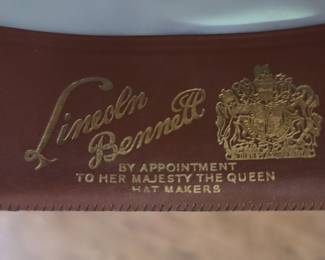 Lincoln
Bennett
BY APPOINTMENT
TO HER MAJESTY THE QUEEN
HAT MAKERS